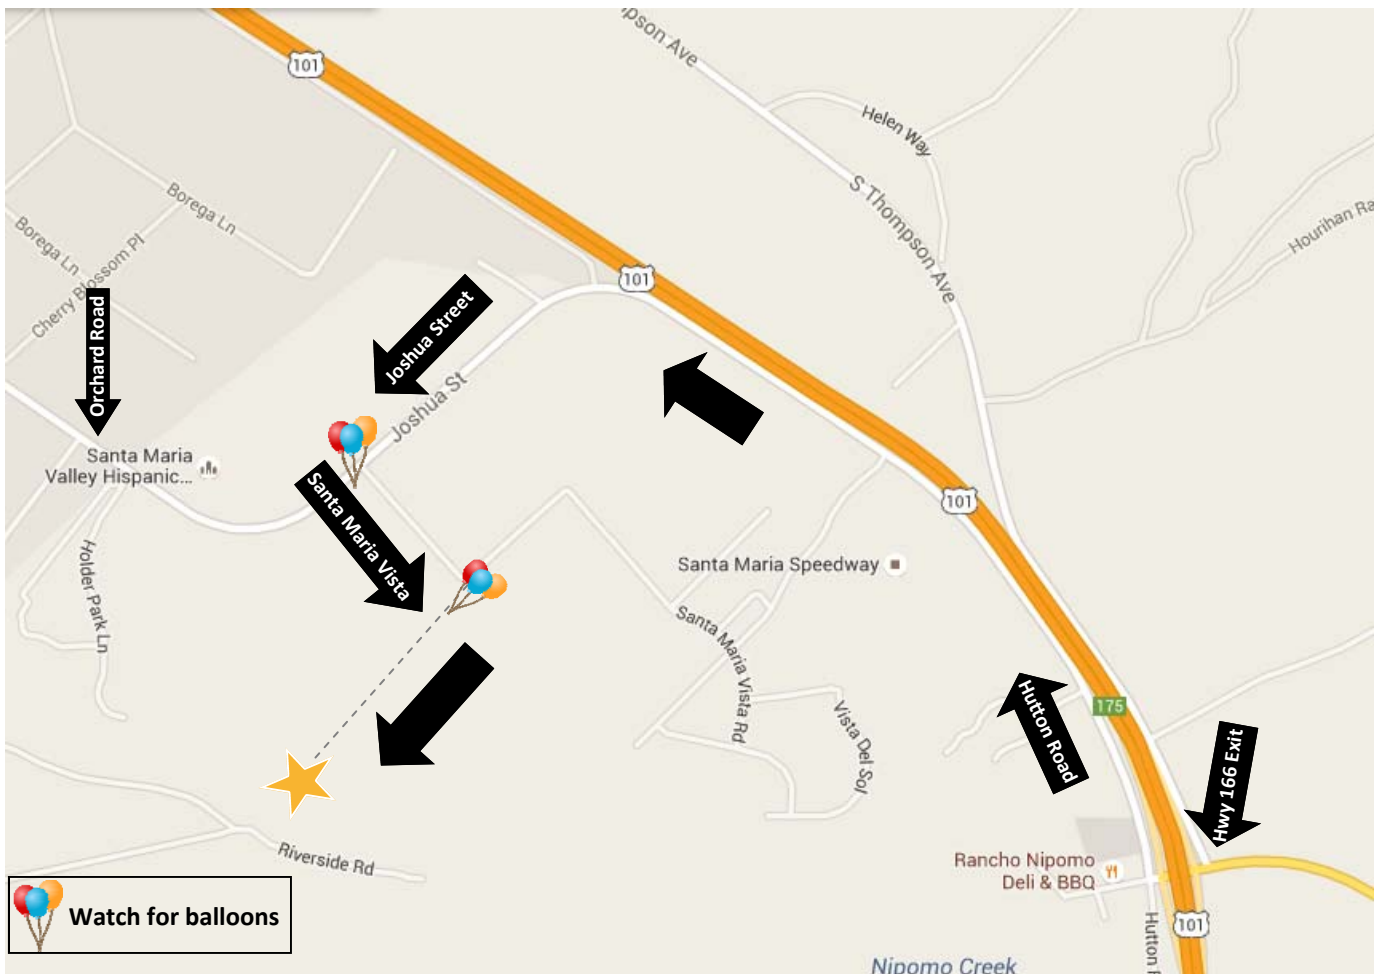 101
mpson Ave
Helen Way
S Thompson Ave
Hourihan Ra
Borega Ln
Borega Ln
Cherry Blossom Pl
101
Orchard Road
Joshua Street
Joshua St
Santa Maria
Valley Hispanic...
Santa Maria Vista
101
Santa Maria Speedway
Holder Park Ln
Santa Maria Vista Rd
Vista Del Sol
Hutton Road
175
Hwy 166 Exit
Riverside Rd
Rancho Nipomo
Deli & BBQ
Watch for balloons
101
Hutton R
Nipomo Creek